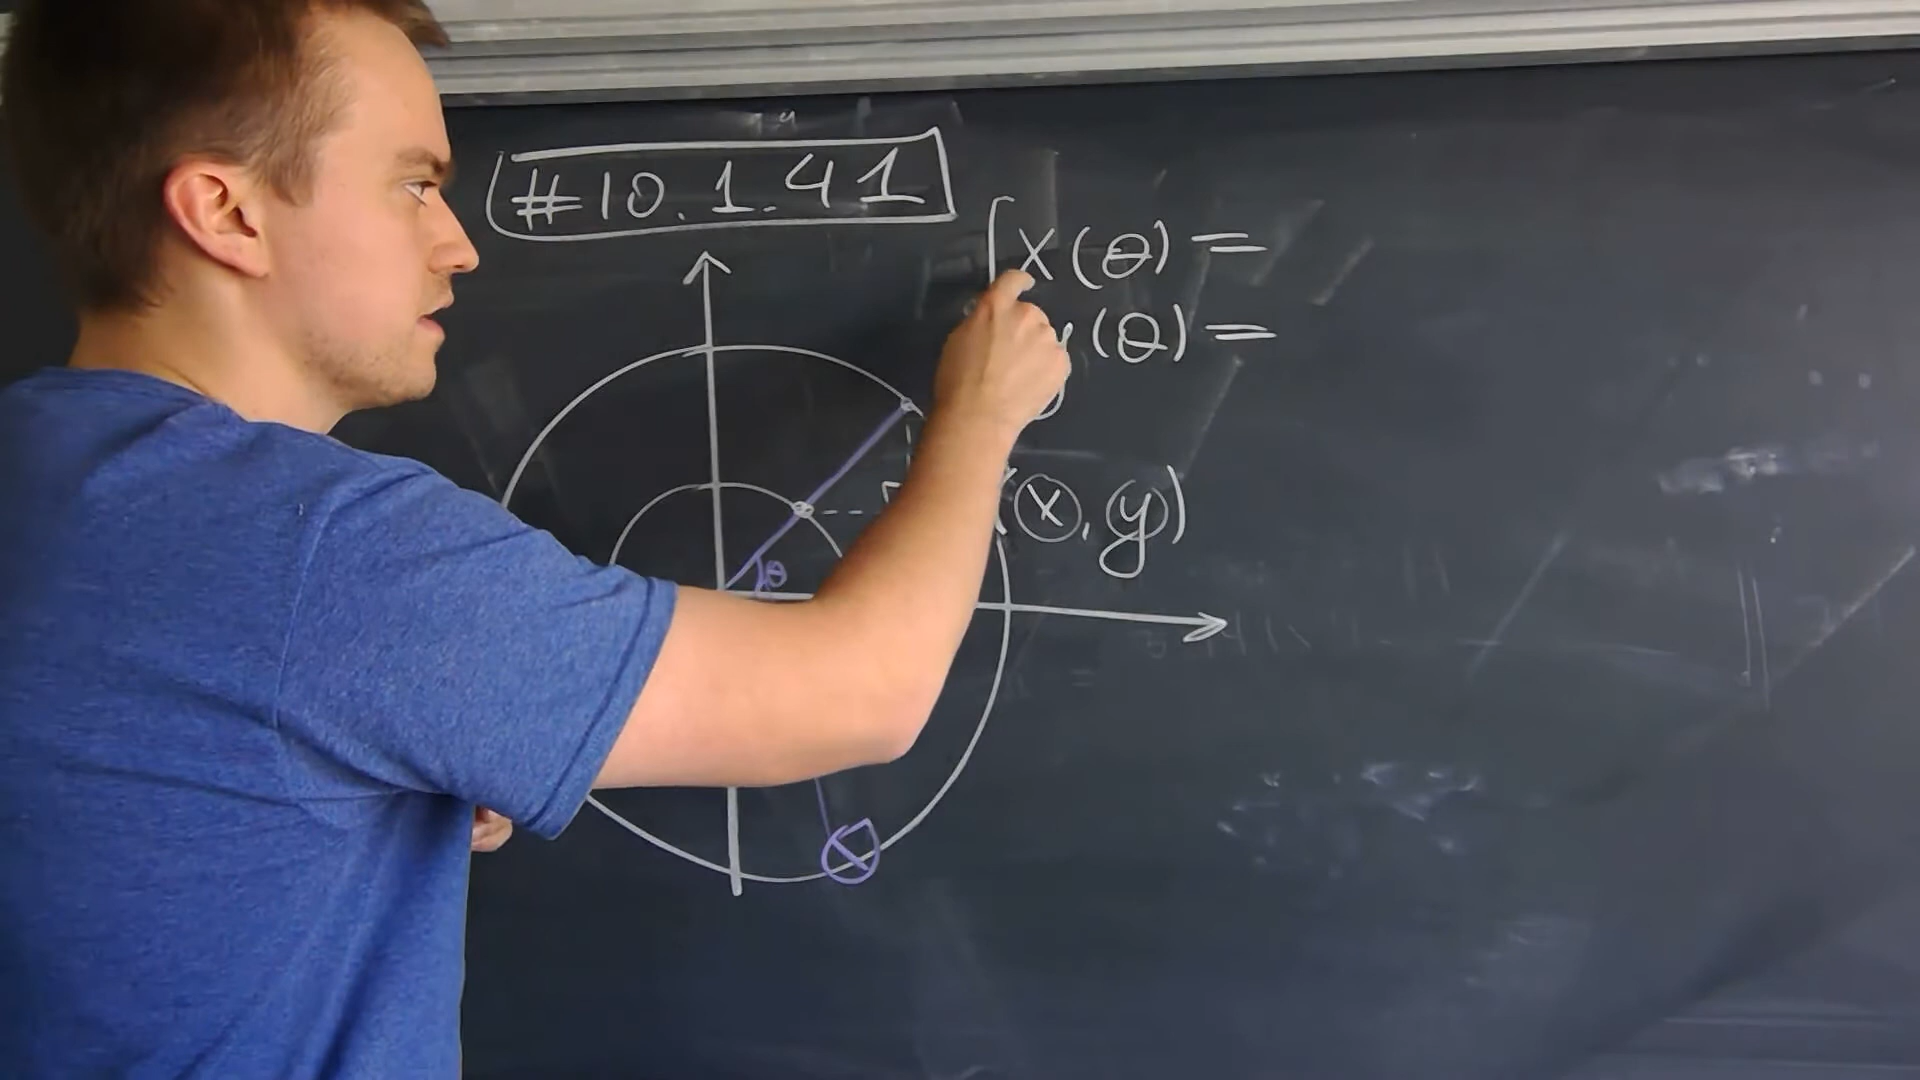 #10.1.41
x(θ) =
y(θ) =
(x, y)
θ